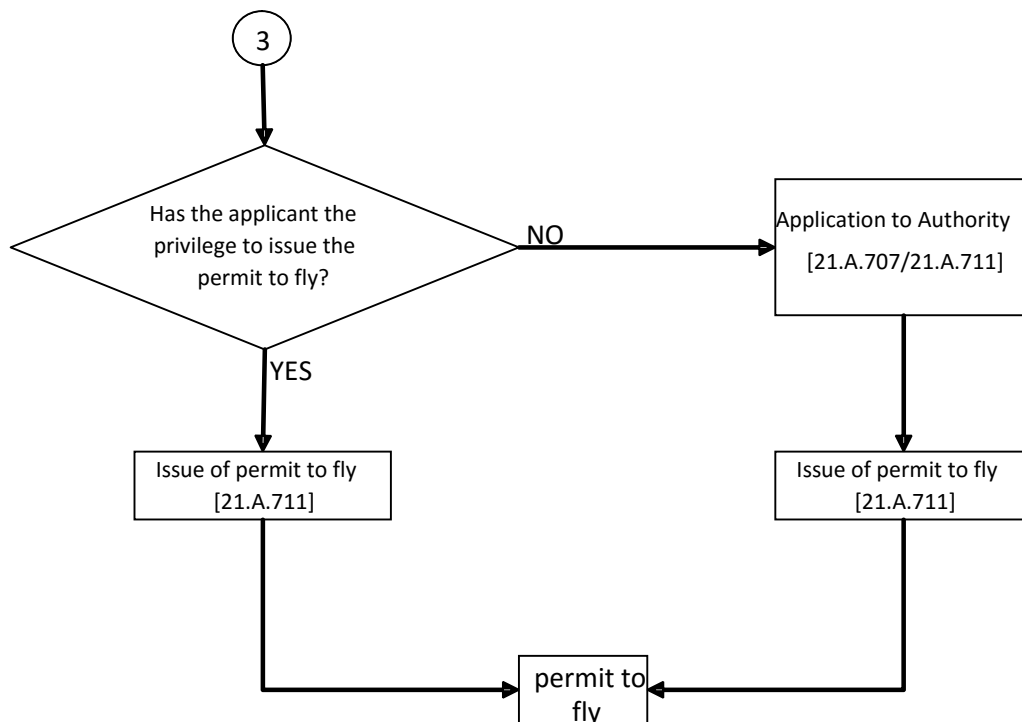 3
Has the applicant the
privilege to issue the
permit to fly?
NO
Application to Authority
[21.A.707/21.A.711]
YES
Issue of permit to fly
[21.A.711]
Issue of permit to fly
[21.A.711]
permit to
fly